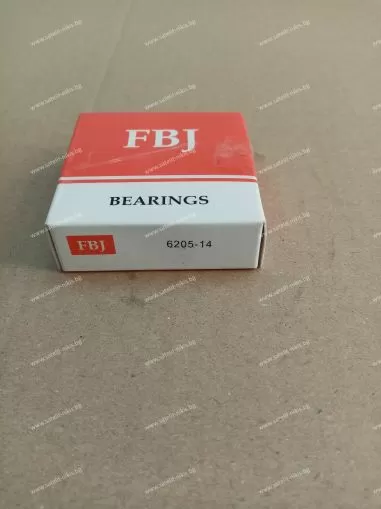 FBJ
BEARINGS
FBJ
6205-14